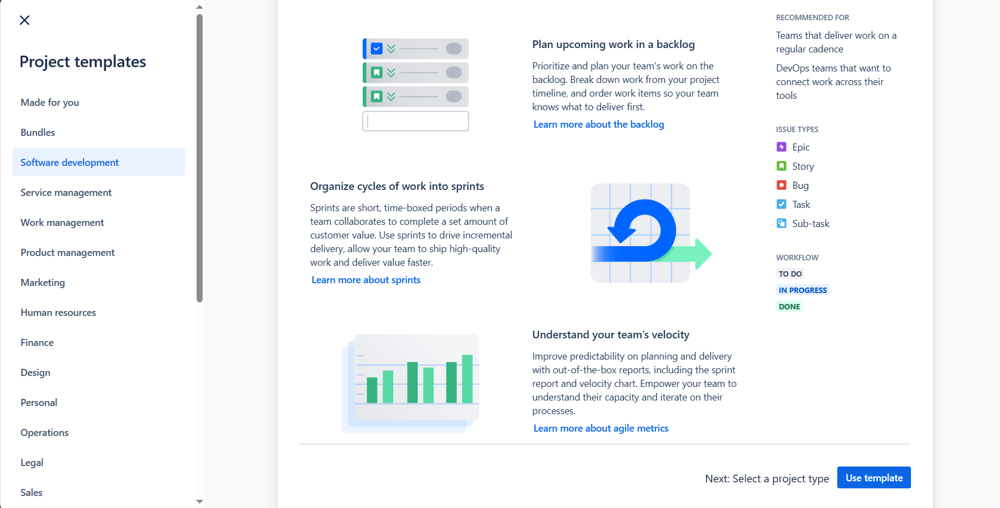 Project templates
Made for you
Bundles
Software development
Service management
Work management
Product management
Marketing
Human resources
Finance
Design
Personal
Operations
Legal
Sales
Plan upcoming work in a backlog
Prioritize and plan your team's work on the
backlog. Break down work from your project
timeline, and order work items so your team
knows what to deliver first.
Learn more about the backlog
Organize cycles of work into sprints
Sprints are short, time-boxed periods when a
team collaborates to complete a set amount of
customer value. Use sprints to drive incremental
delivery, allow your team to ship high-quality
work and deliver value faster.
Learn more about sprints
Understand your team’s velocity
Improve predictability on planning and delivery
with out-of-the-box reports, including the sprint
report and velocity chart. Empower your team to
understand their capacity and iterate on their
processes.
Learn more about agile metrics
RECOMMENDED FOR
Teams that deliver work on a
regular cadence
DevOps teams that want to
connect work across their
tools
ISSUE TYPES
Epic
Story
Bug
Task
Sub-task
WORKFLOW
TO DO
IN PROGRESS
DONE
Next: Select a project type
Use template